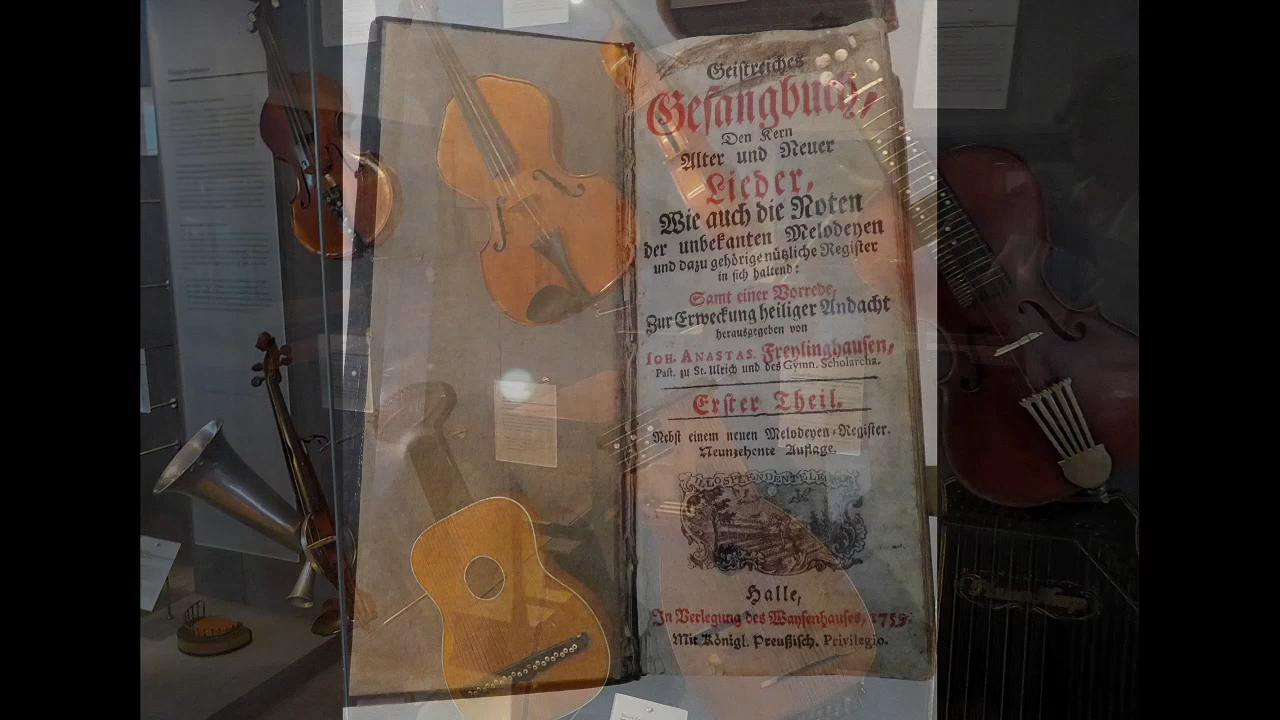 Geistreiches
Gesangbuch,
Den Kern
Alter und Neuer
Lieder,
Wie auch die Noten
der unbekanten Melodeyen
und dazu gehörige nützliche Register
in sich haltend:
Samt einer Vorrede,
Zur Erweckung heiliger Andacht
herausgegeben von
IOH. ANASTAS. Freylinghausen,
Past. zu St. Ulrich und des Gymn. Scholarcha.
Erster Theil.
Nebst einem neuen Melodeyen-Register.
Neunzehente Auflage.
Halle,
In Verlegung des Waysenhauses, 1759.
Mit Königl. Preußisch. Privilegio.